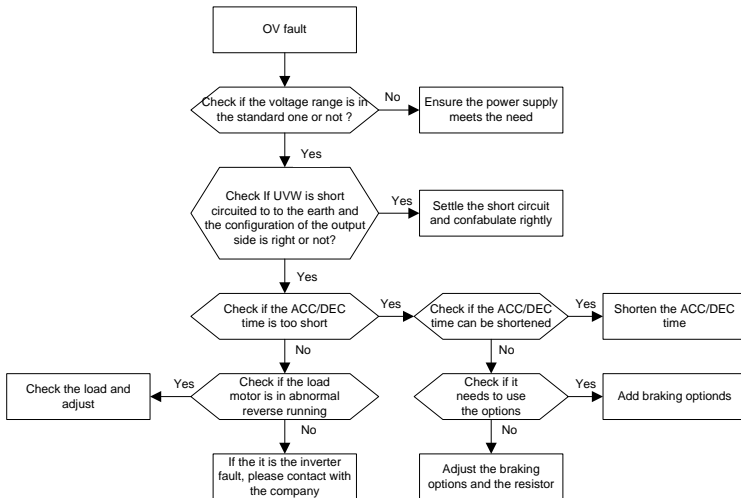 OV fault
Check if the voltage range is in
the standard one or not ?
No
Ensure the power supply
meets the need
Yes
Check If UVW is short
circuited to to the earth and
the configuration of the output
side is right or not?
Yes
Settle the short circuit
and confabulate rightly
Yes
Check if the ACC/DEC
time is too short
Yes
Check if the ACC/DEC
time can be shortened
Yes
Shorten the ACC/DEC
time
No
No
Check the load and
adjust
Yes
Check if the load
motor is in abnormal
reverse running
Check if it
needs to use
the options
Yes
Add braking optionds
No
No
If the it is the inverter
fault, please contact with
the company
Adjust the braking
options and the resistor